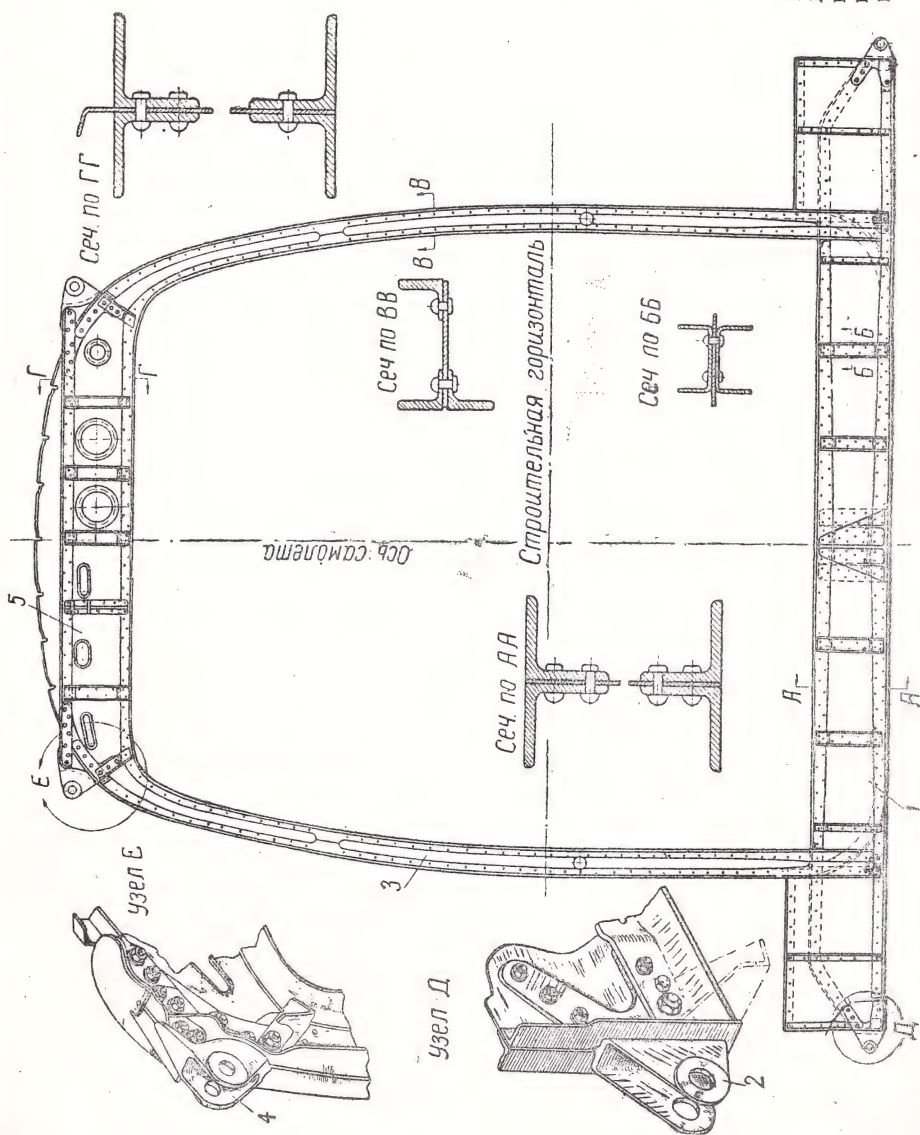 Сеч. по ГГ
Г
Г
5
Е
Узел Е
4
3
В
В
Сеч по ВВ
Ось самолета
Строительная горизонталь
Сеч по ББ
Б
Б
Сеч. по АА
А
А
1
Узел Д
2
Д